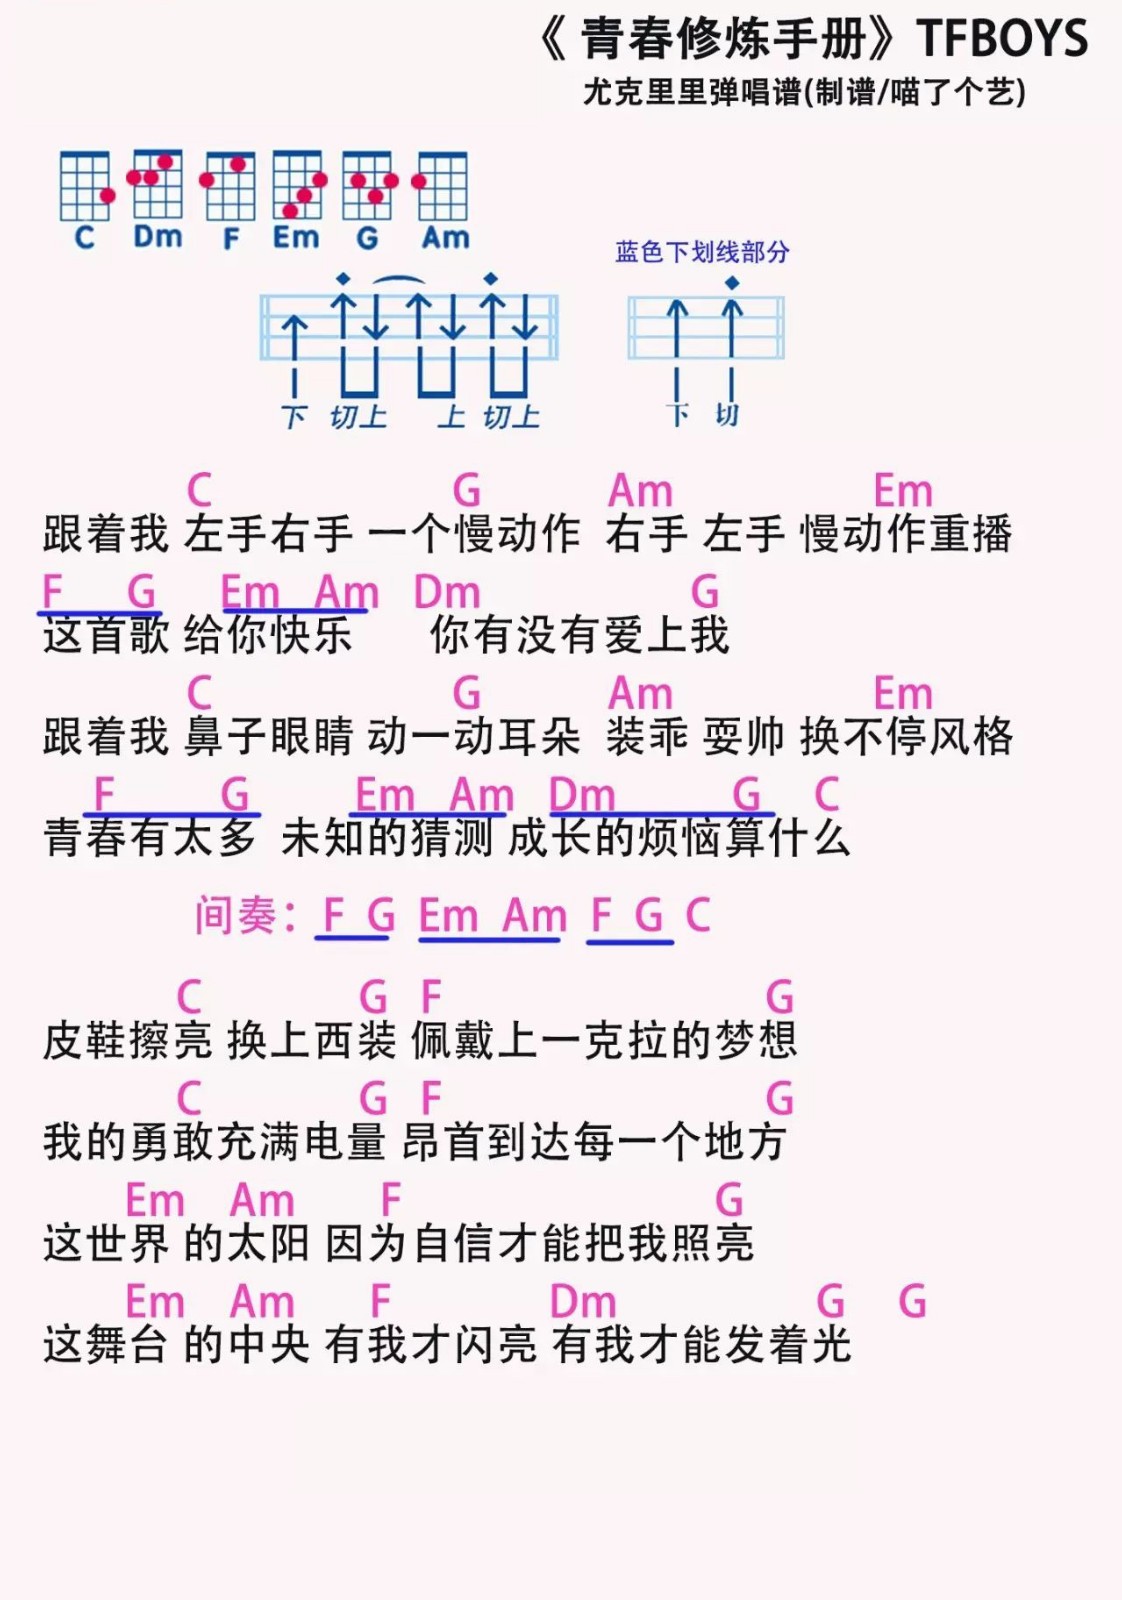 《 青春修炼手册》TFBOYS
尤克里里弹唱谱(制谱/喵了个艺)
C Dm F Em G Am
蓝色下划线部分
下 切上 上 切上
下 切
C G Am Em
跟着我 左手右手 一个慢动作 右手 左手 慢动作重播
F G Em Am Dm G
这首歌 给你快乐 你有没有爱上我
C G Am Em
跟着我 鼻子眼睛 动一动耳朵 装乖 耍帅 换不停风格
F G Em Am Dm G C
青春有太多 未知的猜测 成长的烦恼算什么
间奏: F G Em Am F G C
C G F G
皮鞋擦亮 换上西装 佩戴上一克拉的梦想
C G F G
我的勇敢充满电量 昂首到达每一个地方
Em Am F G
这世界 的太阳 因为自信才能把我照亮
Em Am F Dm G G
这舞台 的中央 有我才闪亮 有我才能发着光